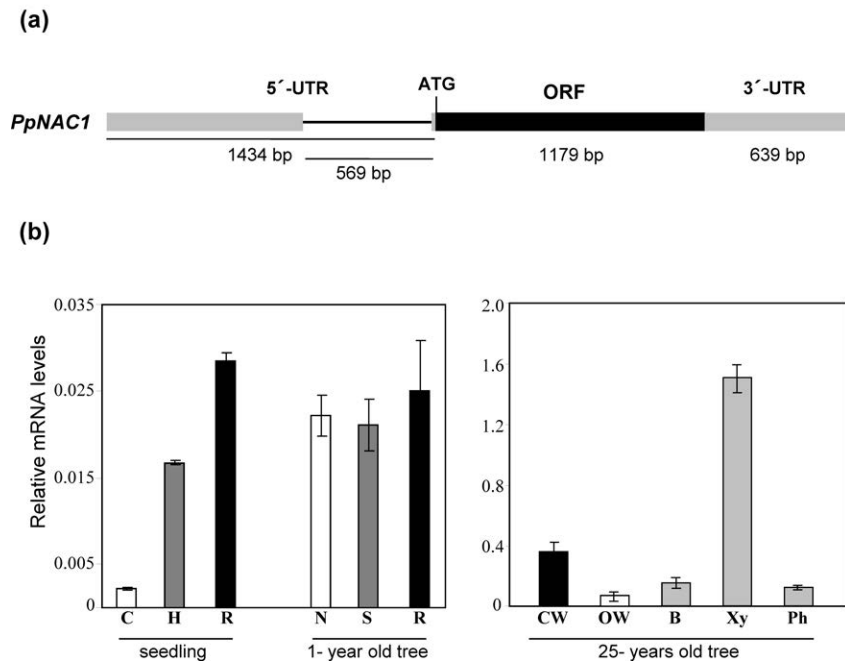 (a)
5´-UTR
ATG
ORF
3´-UTR
PpNAC1
1434 bp
1179 bp
639 bp
569 bp
(b)
Relative mRNA levels
0.035
0.025
0.015
0.005
0
C H R N S R
seedling
1- year old tree
2.0
1.6
1.2
0.8
0.4
0
CW OW B Xy Ph
25- years old tree